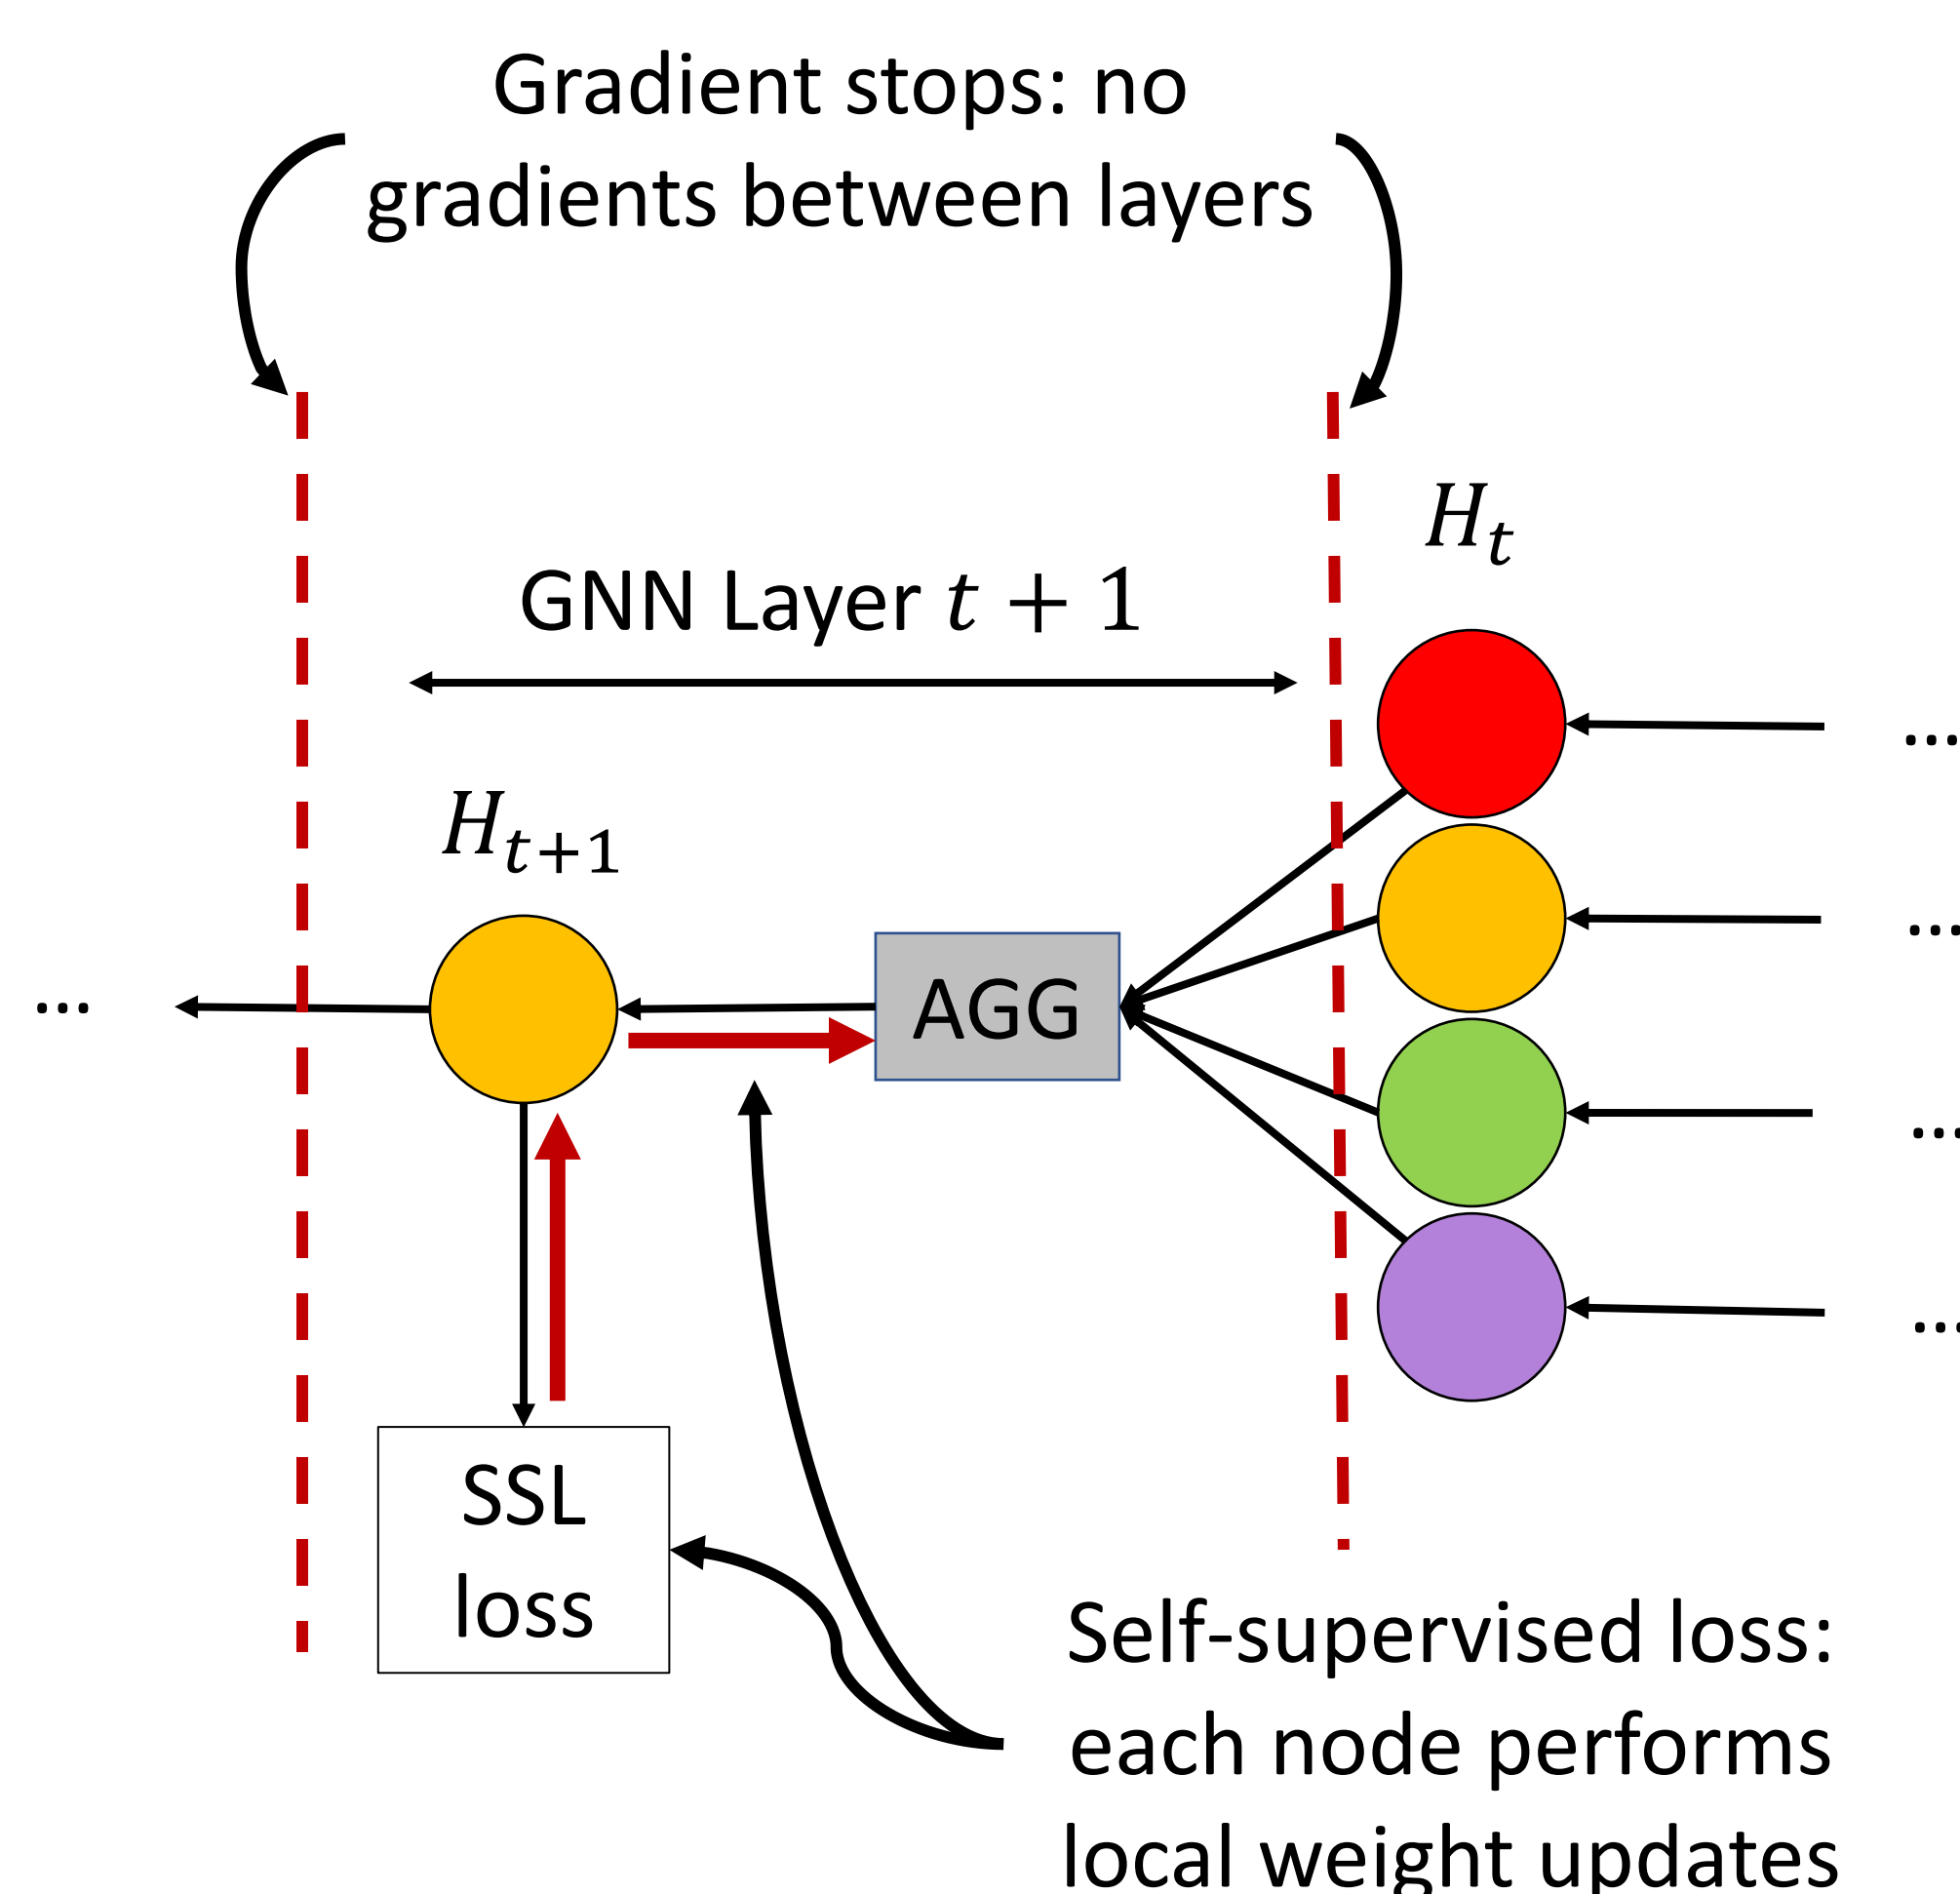 Gradient stops: no
gradients between layers
H_t
GNN Layer t + 1
...
H_{t+1}
...
AGG
...
...
...
SSL
loss
Self-supervised loss:
each node performs
local weight updates